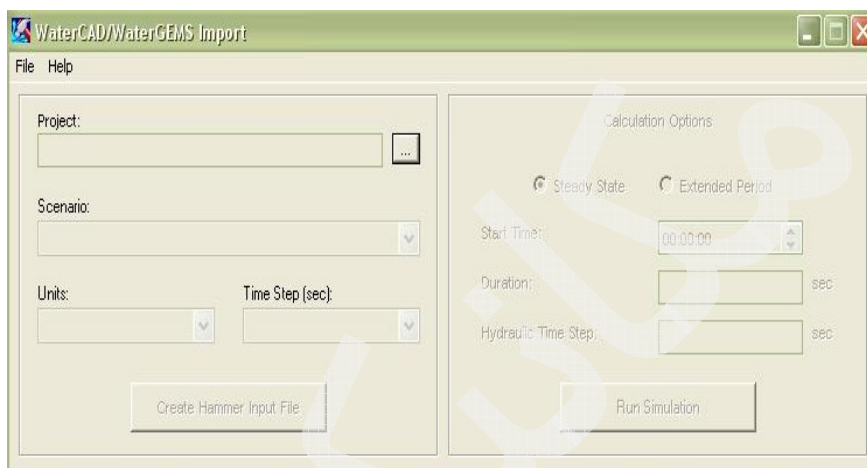 WaterCAD/WaterGEMS Import
File Help
Project:
...
Scenario:
Units:
Time Step (sec):
Create Hammer Input File
Calculation Options
Steady State
Extended Period
Start Time:
00:00:00
Duration:
sec
Hydraulic Time Step:
sec
Run Simulation